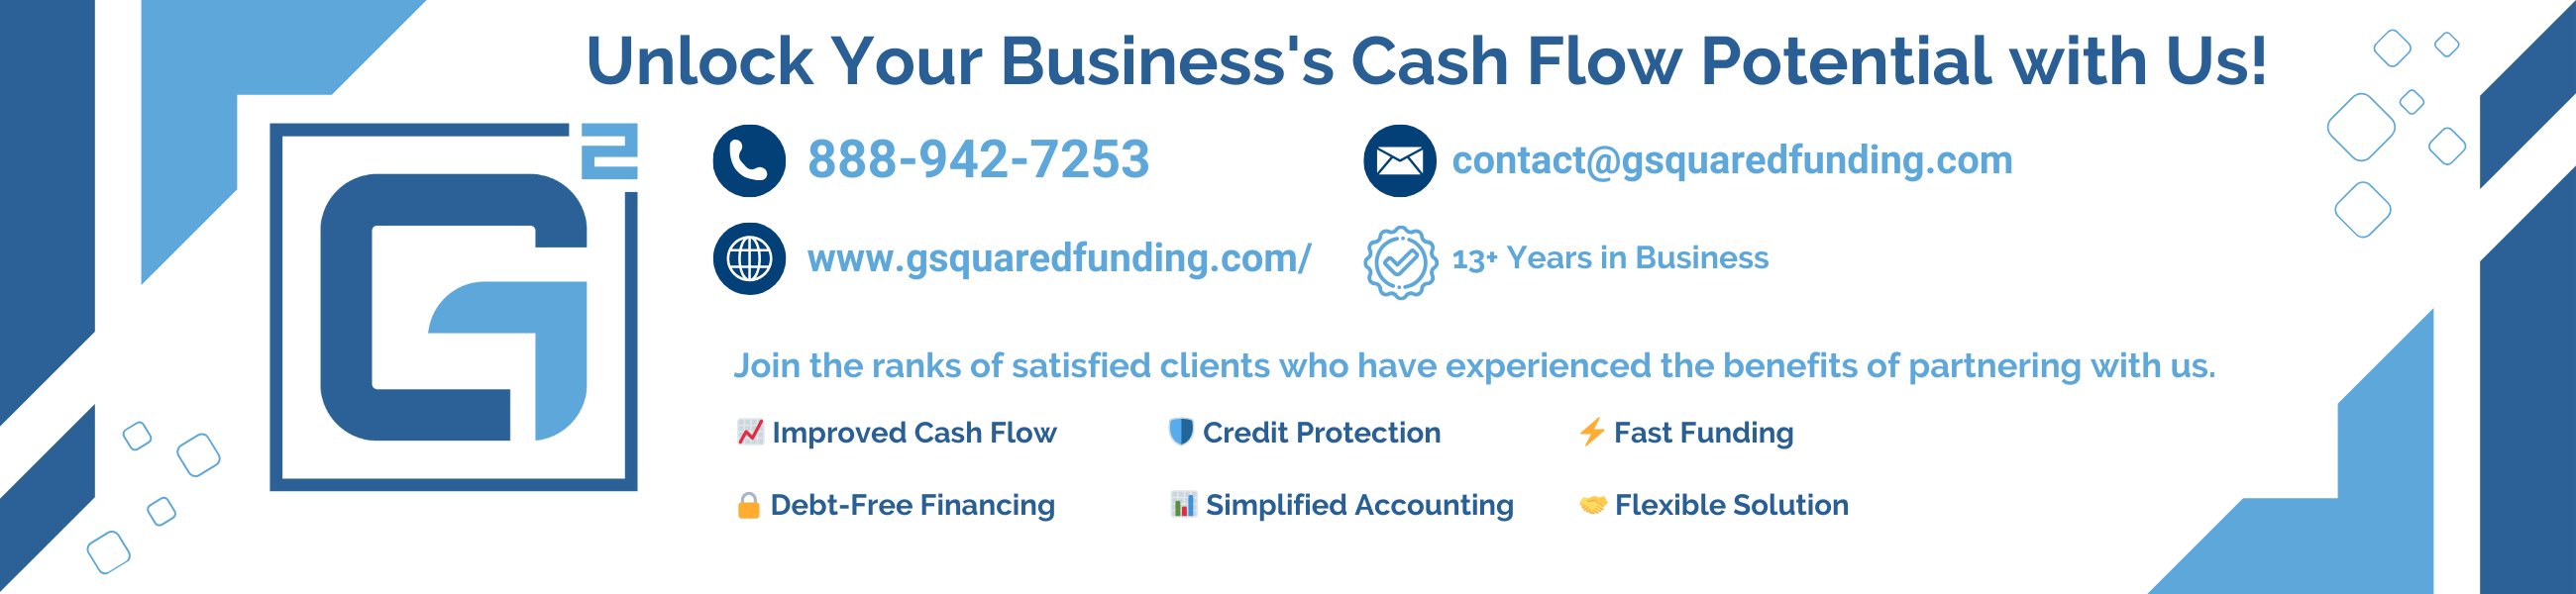 Unlock Your Business's Cash Flow Potential with Us!
G2
888-942-7253
contact@gsquaredfunding.com
www.gsquaredfunding.com/
13+ Years in Business
Join the ranks of satisfied clients who have experienced the benefits of partnering with us.
Improved Cash Flow
Credit Protection
Fast Funding
Debt-Free Financing
Simplified Accounting
Flexible Solution